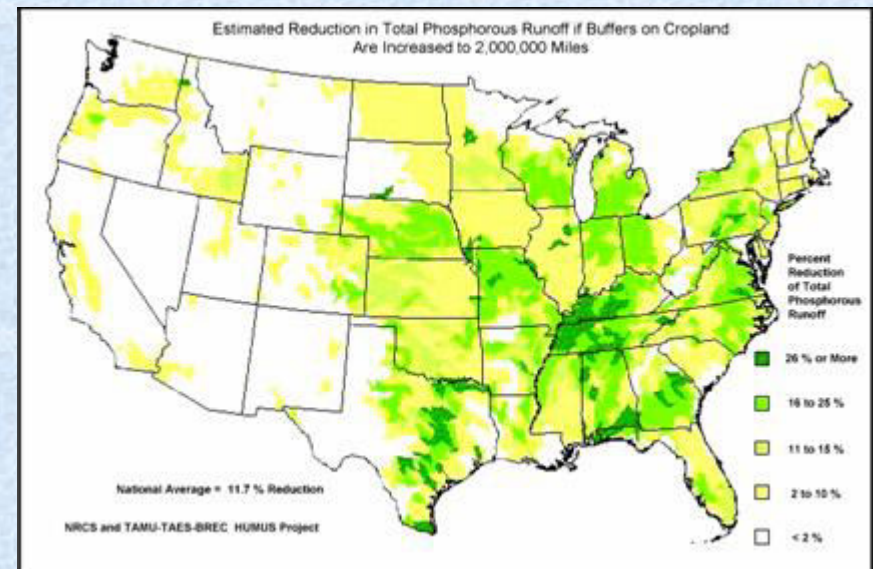 Estimated Reduction in Total Phosphorous Runoff if Buffers on Cropland
Are Increased to 2,000,000 Miles
Percent
Reduction
of Total
Phosphorous
Runoff
26 % or More
16 to 25 %
11 to 15 %
2 to 10 %
< 2 %
National Average = 11.7 % Reduction
NRCS and TAMU-TAES-BREC HUMUS Project